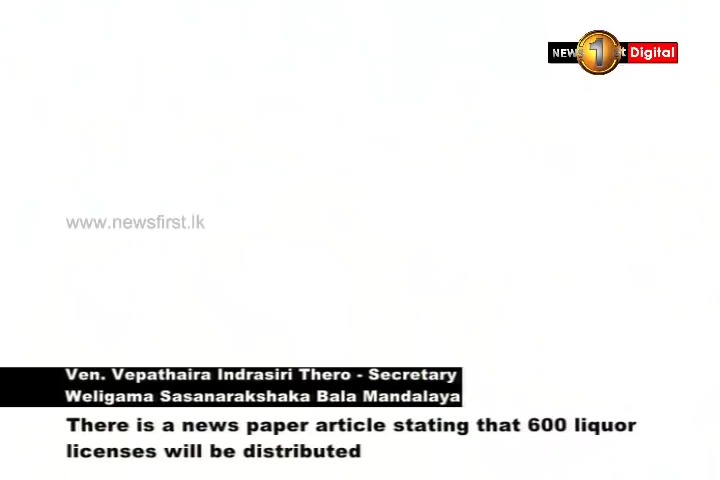 NEWS 1st Digital
www.newsfirst.lk
Ven. Vepathaira Indrasiri Thero - Secretary
Weligama Sasanarakshaka Bala Mandalaya
There is a news paper article stating that 600 liquor
licenses will be distributed